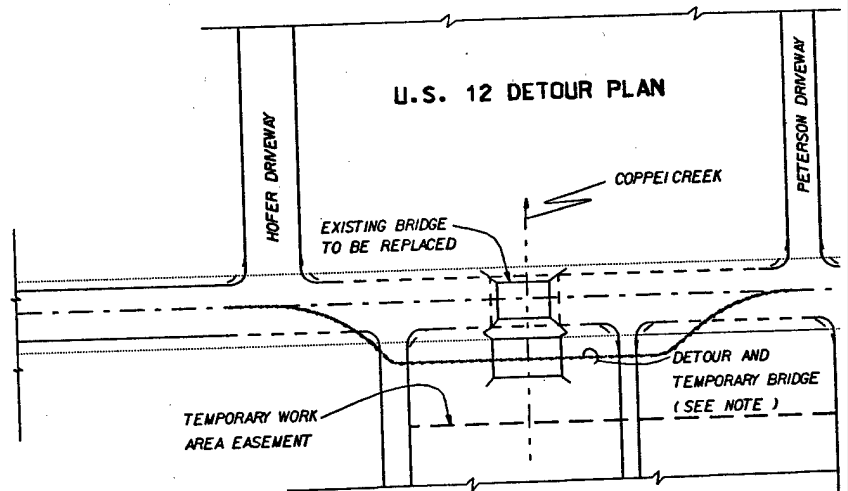 U.S. 12 DETOUR PLAN
HOFER DRIVEWAY
PETERSON DRIVEWAY
COPPEI CREEK
EXISTING BRIDGE
TO BE REPLACED
DETOUR AND
TEMPORARY BRIDGE
( SEE NOTE )
TEMPORARY WORK
AREA EASEMENT